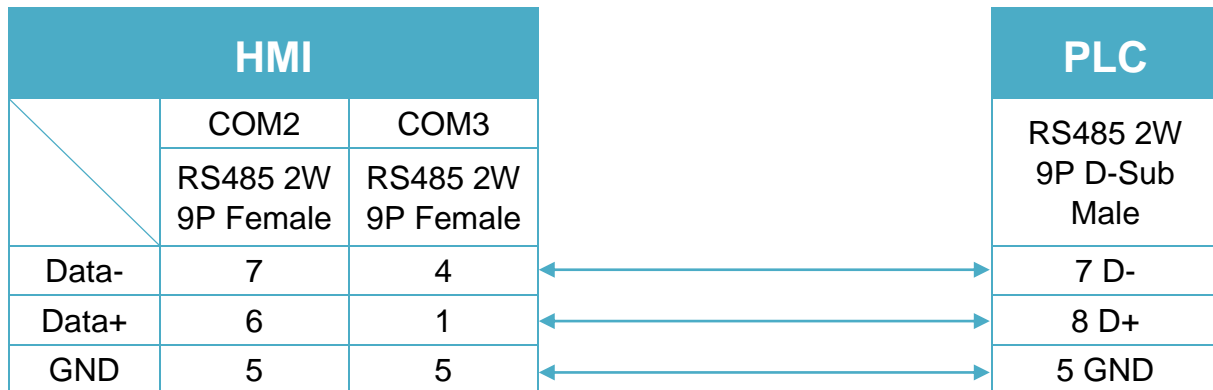 HMI PLC
COM2 COM3
RS485 2W
9P Female
RS485 2W
9P Female
RS485 2W
9P D-Sub
Male
Data- 7 4 7 D-
Data+ 6 1 8 D+
GND 5 5 5 GND